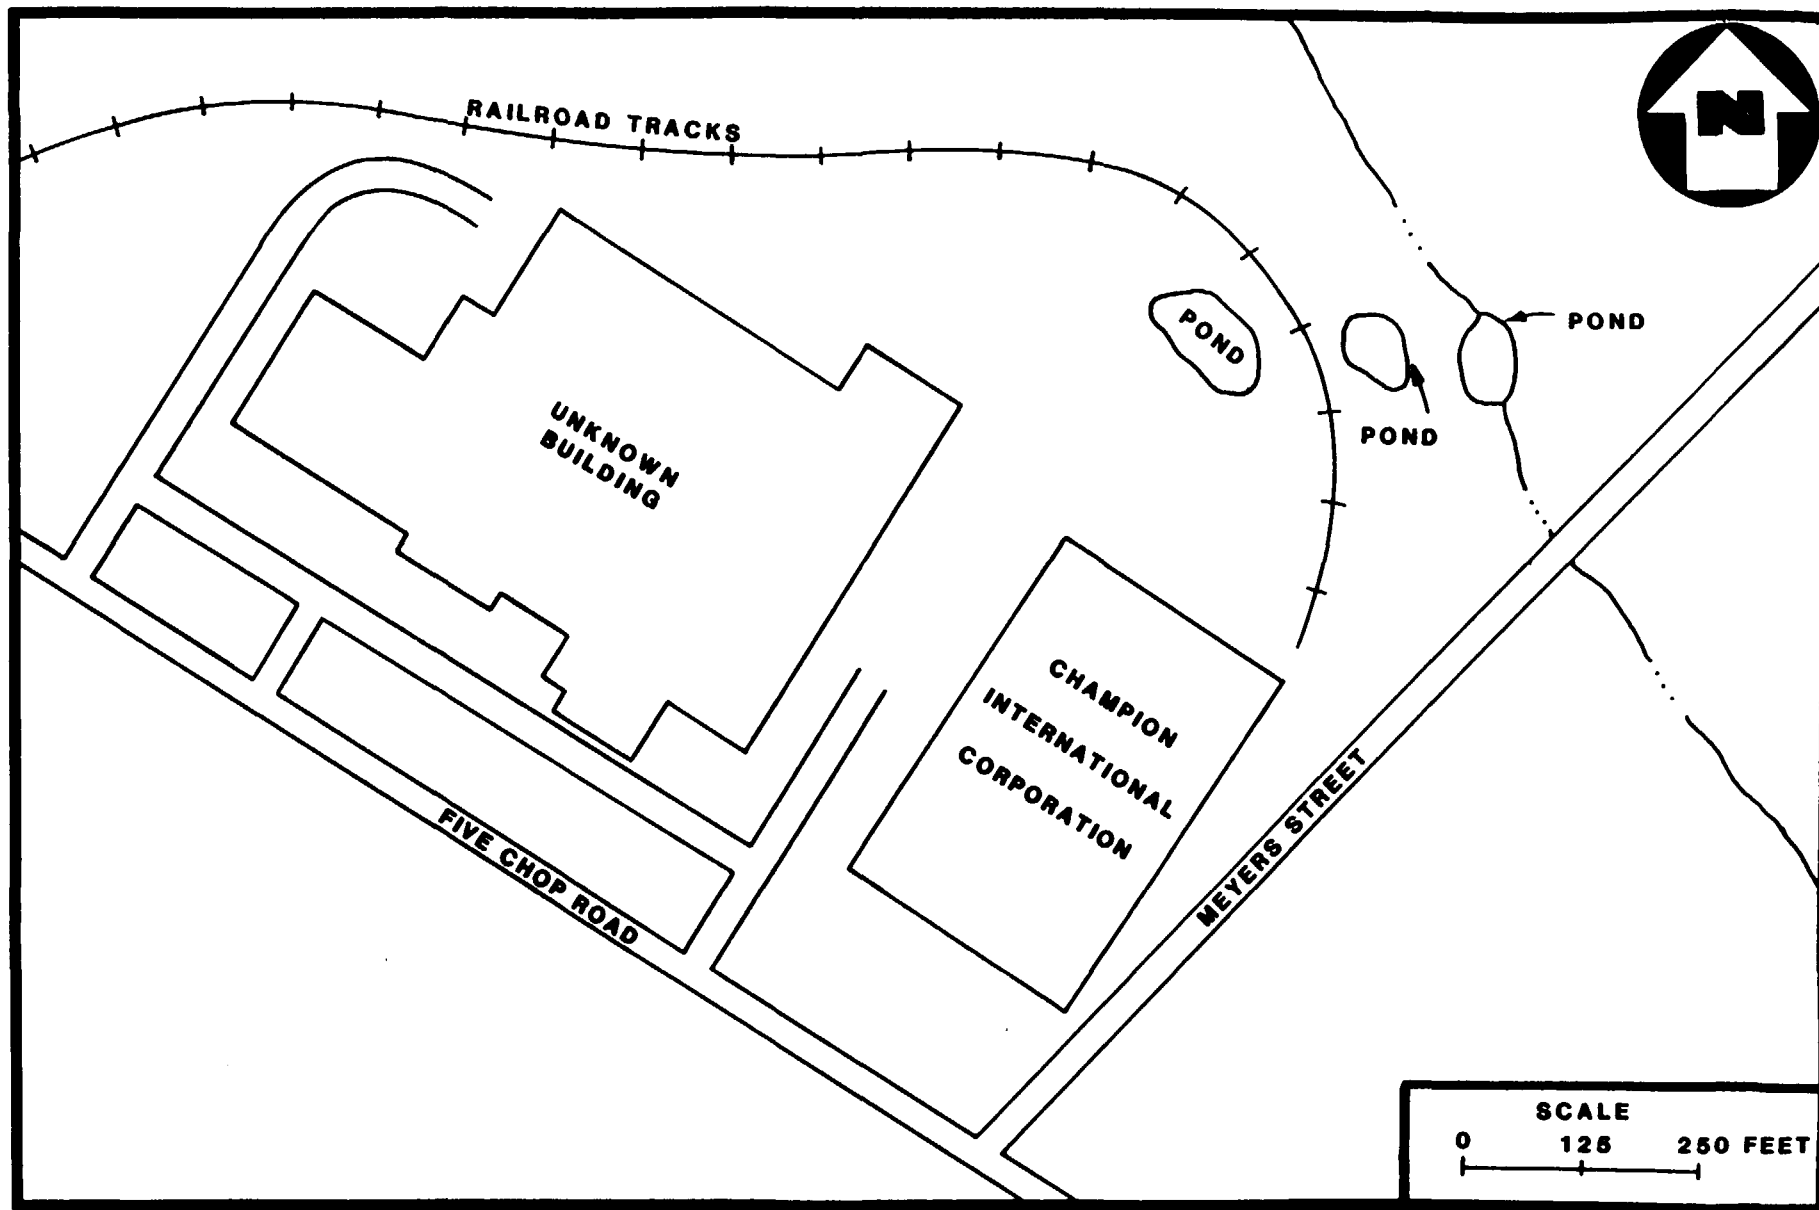 RAILROAD TRACKS
N
POND
POND
POND
UNKNOWN
BUILDING
CHAMPION
INTERNATIONAL
CORPORATION
MEYERS STREET
FIVE CHOP ROAD
SCALE
0 125 250 FEET